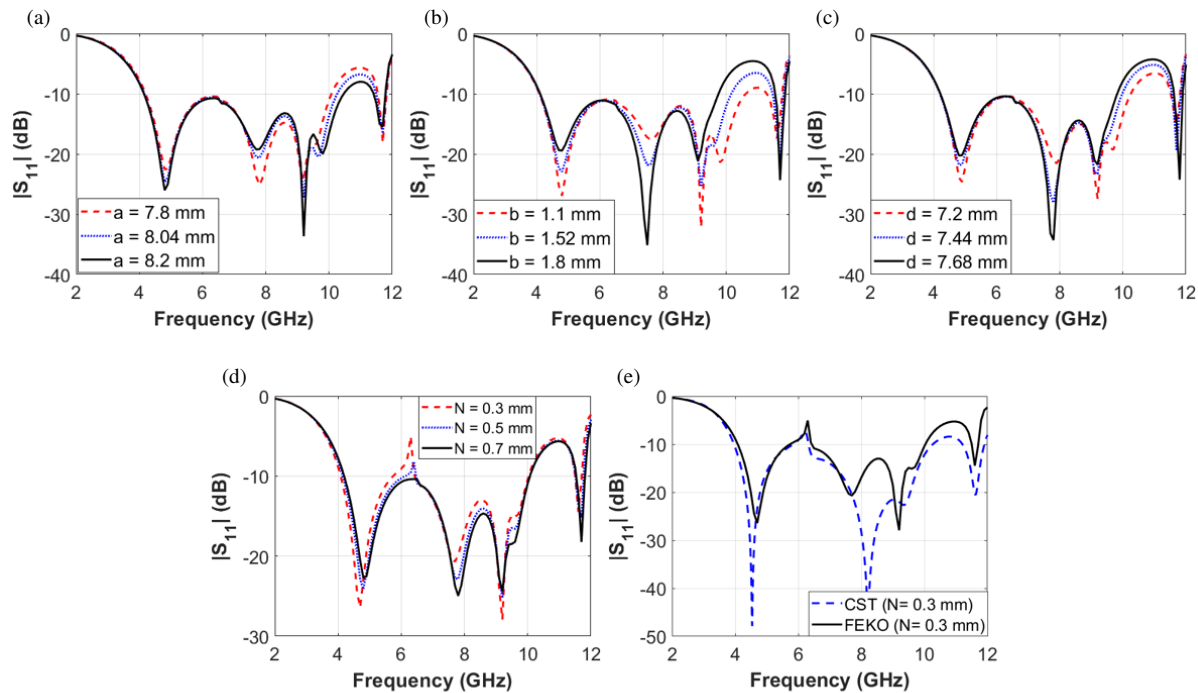 (a)
0
-10
-20
-30
-40
|S11| (dB)
a = 7.8 mm
a = 8.04 mm
a = 8.2 mm
2 4 6 8 10 12
Frequency (GHz)
(b)
0
-10
-20
-30
-40
|S11| (dB)
b = 1.1 mm
b = 1.52 mm
b = 1.8 mm
2 4 6 8 10 12
Frequency (GHz)
(c)
0
-10
-20
-30
-40
|S11| (dB)
d = 7.2 mm
d = 7.44 mm
d = 7.68 mm
2 4 6 8 10 12
Frequency (GHz)
(d)
0
-10
-20
-30
|S11| (dB)
N = 0.3 mm
N = 0.5 mm
N = 0.7 mm
2 4 6 8 10 12
Frequency (GHz)
(e)
0
-10
-20
-30
-40
-50
|S11| (dB)
CST (N= 0.3 mm)
FEKO (N= 0.3 mm)
2 4 6 8 10 12
Frequency (GHz)